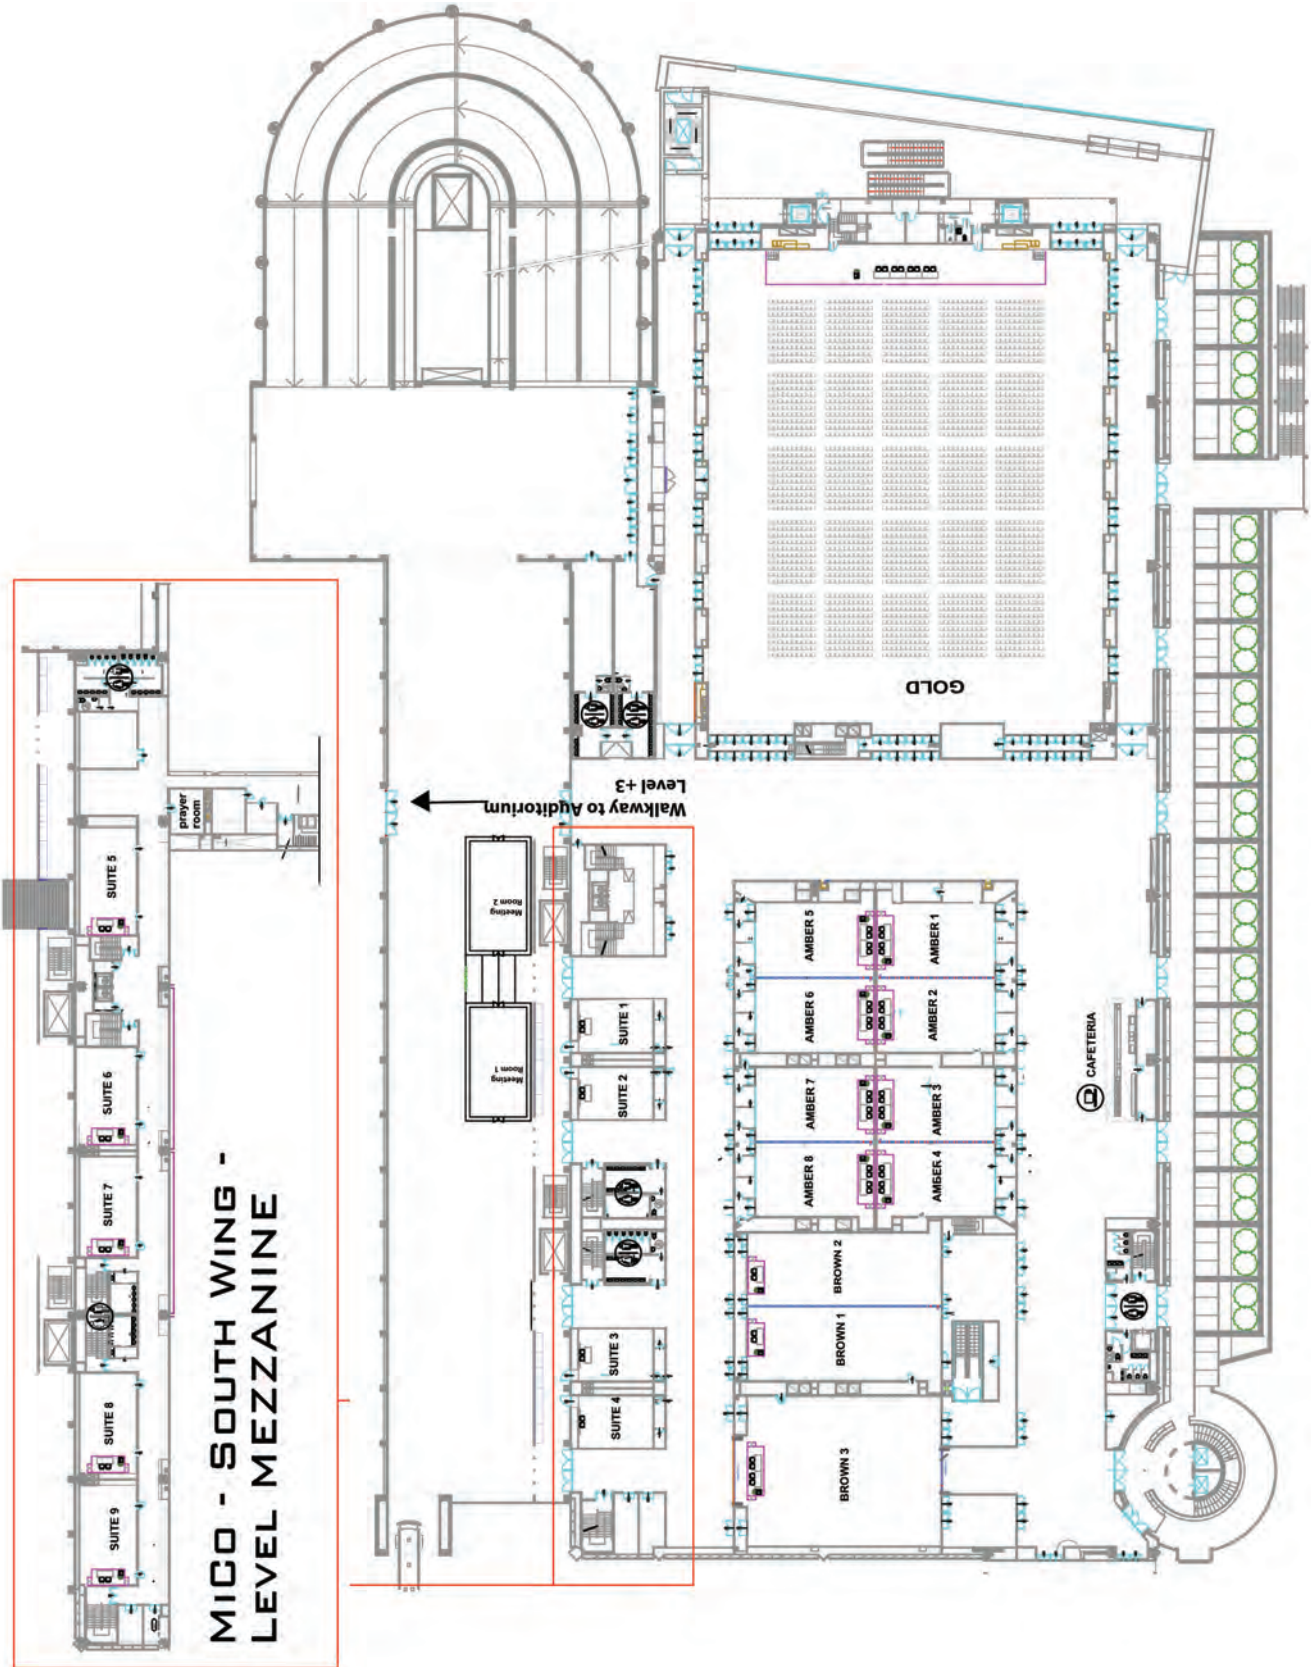 MICO - SOUTH WING -
LEVEL MEZZANINE
SUITE 5
SUITE 6
SUITE 7
SUITE 8
SUITE 9
prayer
room
GOLD
Walkway to Auditorium
Level +3
Meeting
Room 2
Meeting
Room 1
SUITE 1
SUITE 2
SUITE 3
SUITE 4
AMBER 5
AMBER 1
AMBER 6
AMBER 2
AMBER 7
AMBER 3
AMBER 8
AMBER 4
BROWN 2
BROWN 1
BROWN 3
CAFETERIA